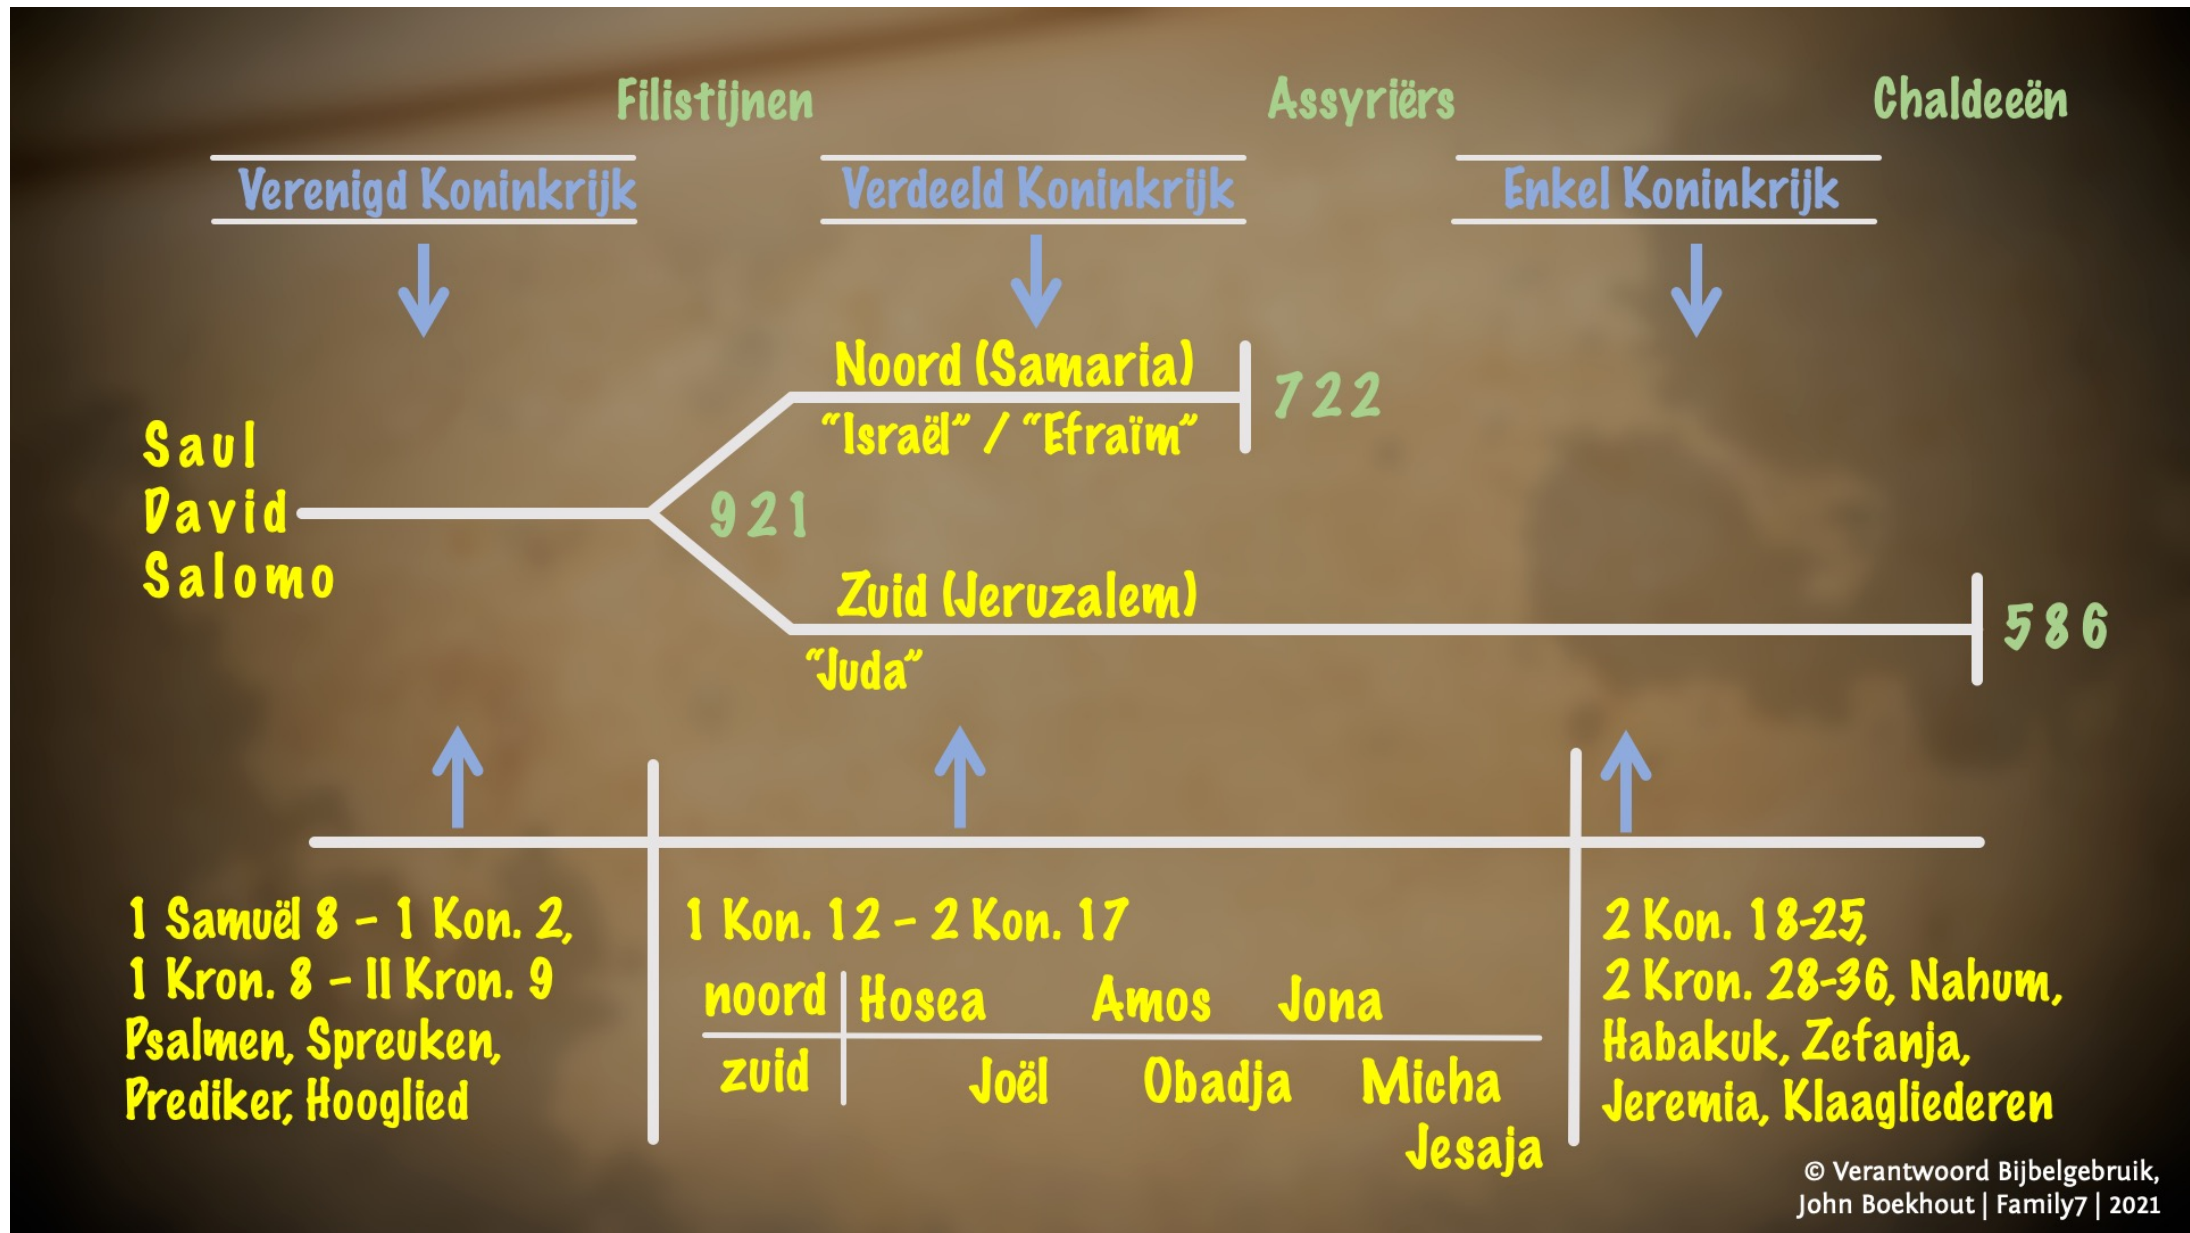 Filistijnen
Assyriërs
Chaldeeën
Verenigd Koninkrijk
Verdeeld Koninkrijk
Enkel Koninkrijk
Noord (Samaria)
722
"Israël" / "Efraïm"
Saul
David
Salomo
921
Zuid (Jeruzalem)
586
"Juda"
1 Samuël 8 – 1 Kon. 2,
1 Kron. 8 – II Kron. 9
Psalmen, Spreuken,
Prediker, Hooglied
1 Kon. 12 – 2 Kon. 17
noord
Hosea
Amos
Jona
zuid
Joël
Obadja
Micha
Jesaja
2 Kon. 18-25,
2 Kron. 28-36, Nahum,
Habakuk, Zefanja,
Jeremia, Klaagliederen
© Verantwoord Bijbelgebruik,
John Boekhout | Family7 | 2021